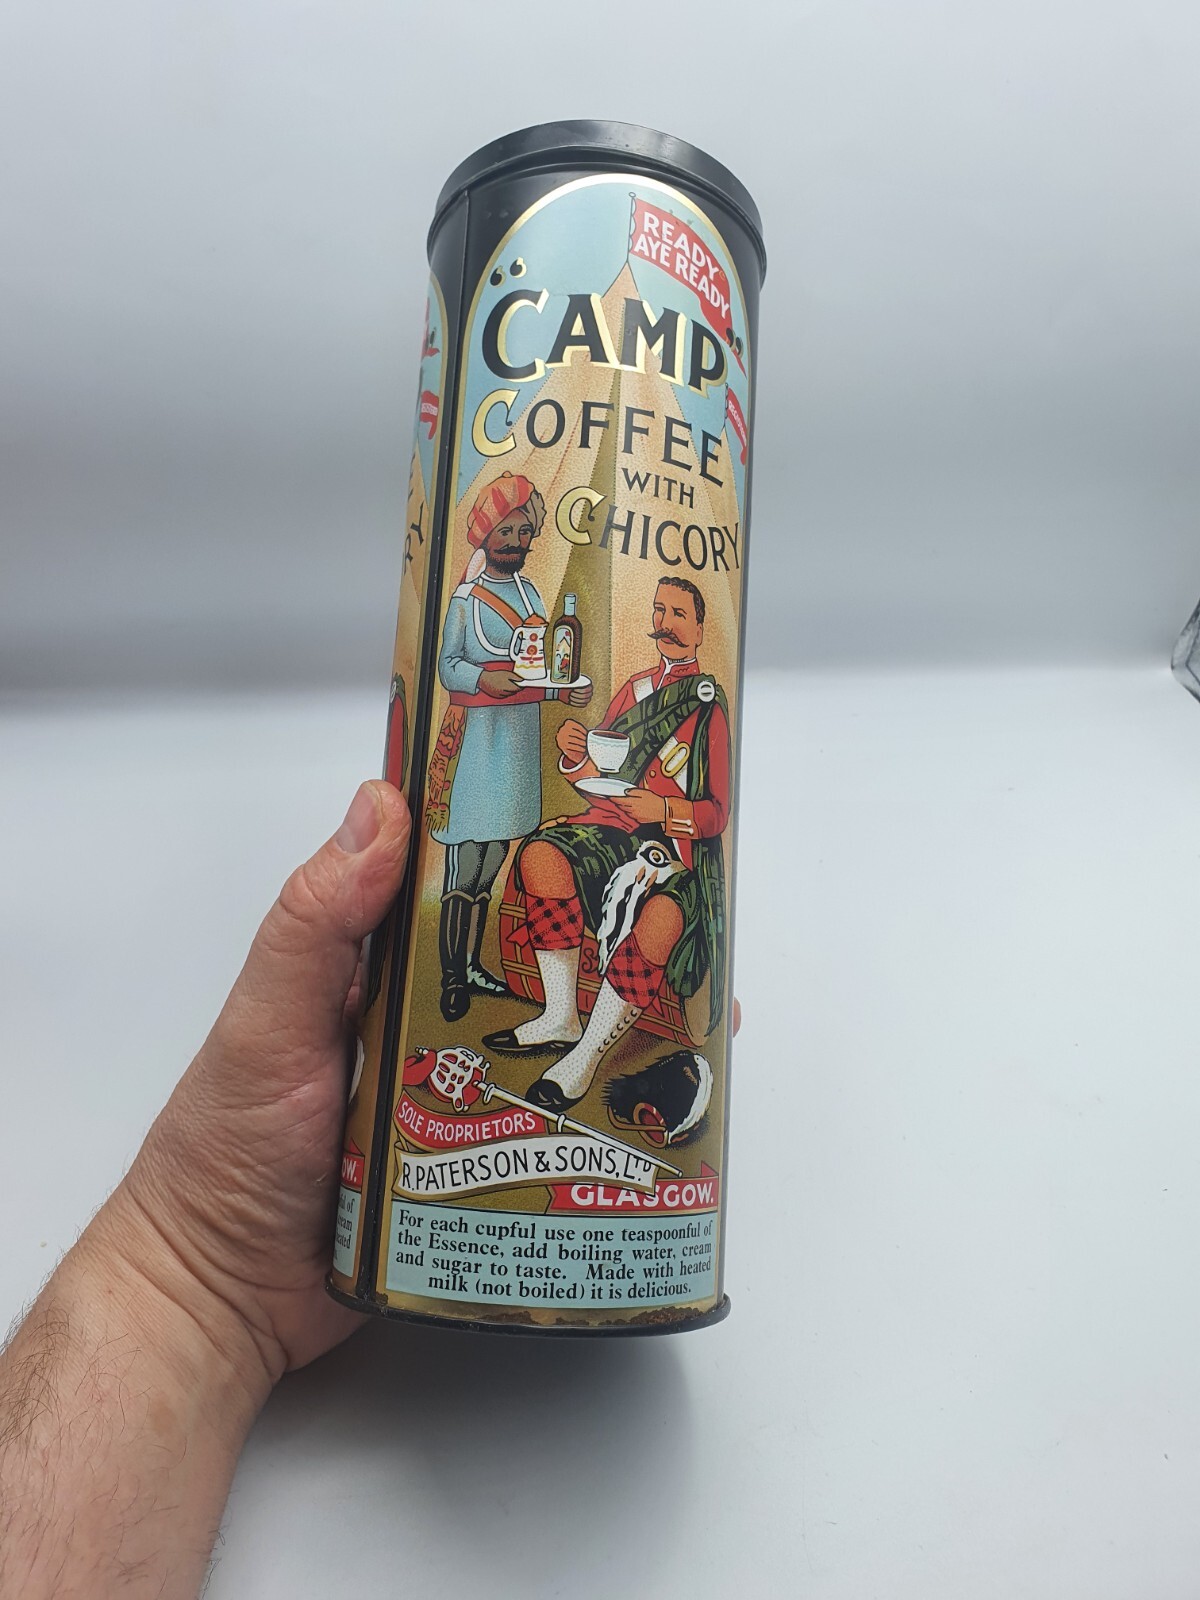 READY
AYE READY
"CAMP"
COFFEE
WITH
CHICORY
SOLE PROPRIETORS
R. PATERSON & SONS, LTD.
GLASGOW.
For each cupful use one teaspoonful of
the Essence, add boiling water, cream
and sugar to taste. Made with heated
milk (not boiled) it is delicious.